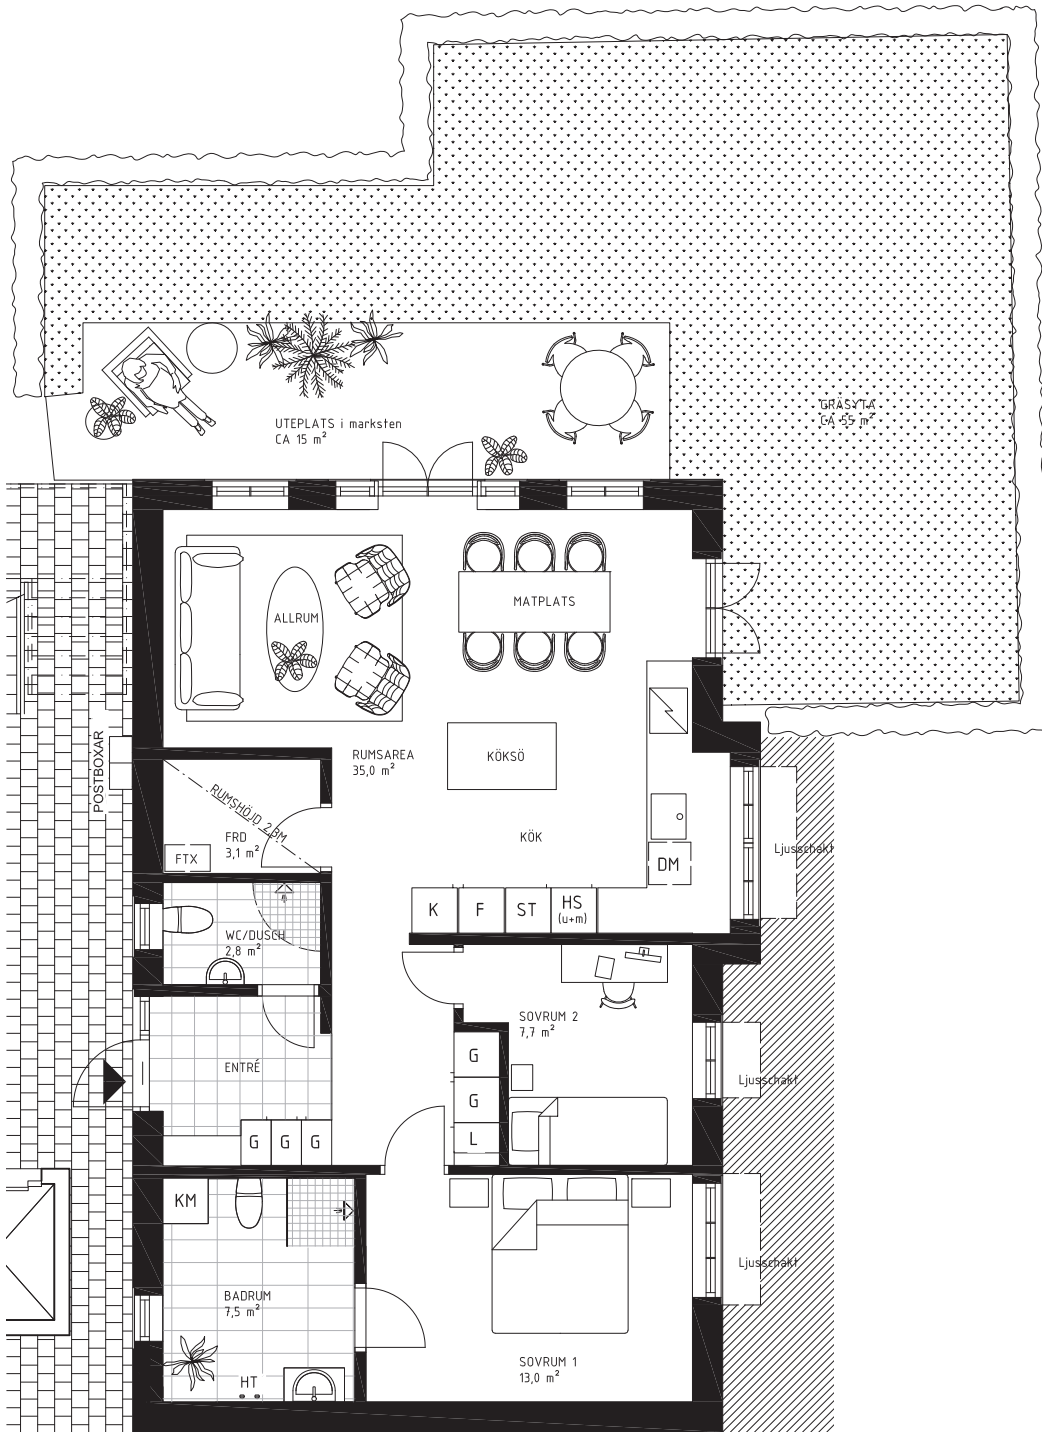 GRÄSYTA
CA 55 m²
UTEPLATS i marksten
CA 15 m²
MATPLATS
ALLRUM
POSTBOXAR
RUMSAREA
35,0 m²
KÖKSÖ
RUMSHÖJD 2,3M
FRD
3,1 m²
FTX
KÖK
Ljusschakt
DM
K
F
ST
HS
(u+m)
WC/DUSCH
2,8 m²
SOVRUM 2
7,7 m²
ENTRÉ
G
G
L
Ljusschakt
G
G
G
KM
Ljusschakt
BADRUM
7,5 m²
SOVRUM 1
13,0 m²
HT